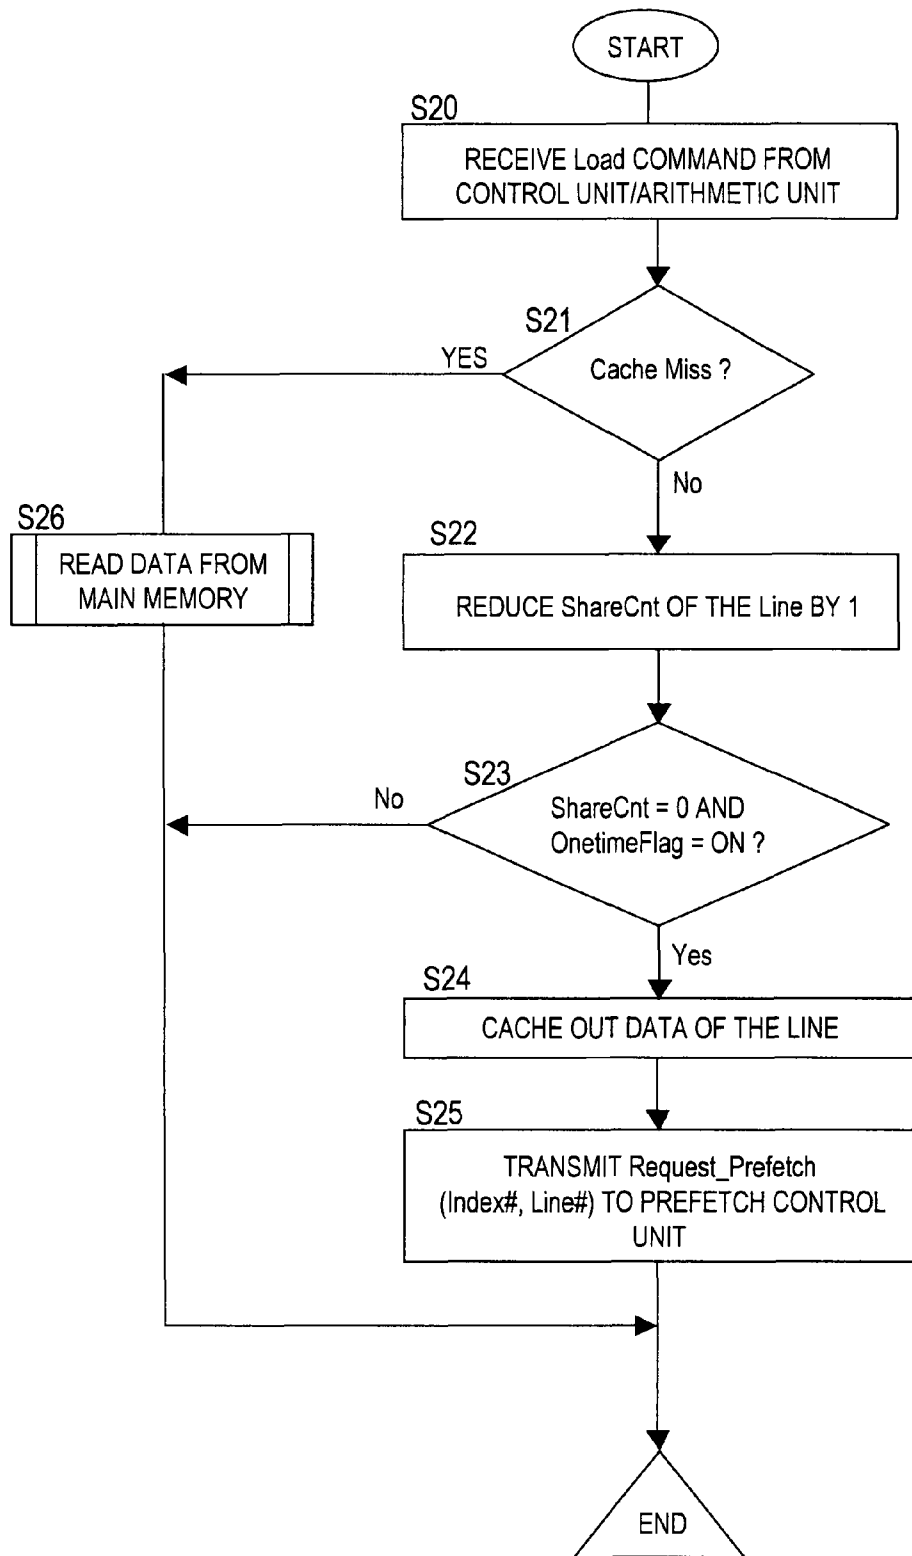 START
S20
RECEIVE Load COMMAND FROM
CONTROL UNIT/ARITHMETIC UNIT
S21
YES
Cache Miss ?
No
S26
READ DATA FROM
MAIN MEMORY
S22
REDUCE ShareCnt OF THE Line BY 1
S23
No
ShareCnt = 0 AND
OnetimeFlag = ON ?
Yes
S24
CACHE OUT DATA OF THE LINE
S25
TRANSMIT Request_Prefetch
(Index#, Line#) TO PREFETCH CONTROL
UNIT
END